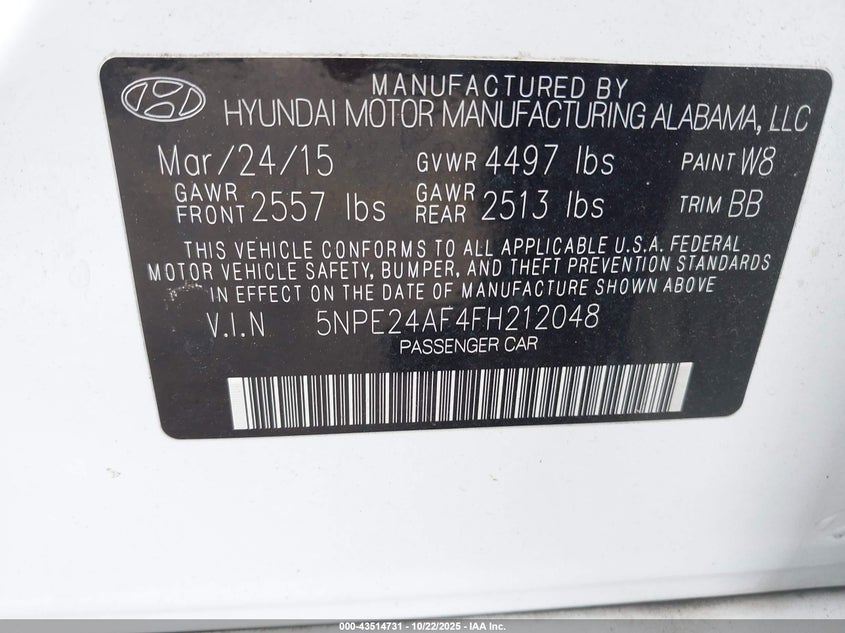 MANUFACTURED BY
HYUNDAI MOTOR MANUFACTURING ALABAMA, LLC
Mar/24/15 GVWR 4497 lbs PAINT W8
GAWR FRONT 2557 lbs GAWR REAR 2513 lbs TRIM BB
THIS VEHICLE CONFORMS TO ALL APPLICABLE U.S.A. FEDERAL
MOTOR VEHICLE SAFETY, BUMPER, AND THEFT PREVENTION STANDARDS
IN EFFECT ON THE DATE OF MANUFACTURE SHOWN ABOVE
V.I.N 5NPE24AF4FH212048
PASSENGER CAR
000-43514731 - 10/22/2025 - IAA Inc.